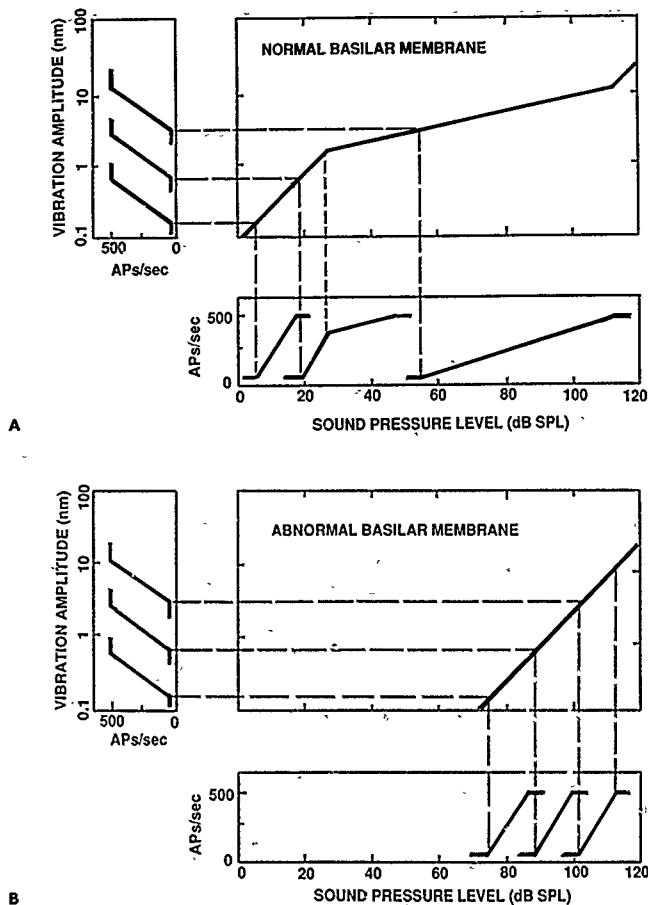 VIBRATION AMPLITUDE (nm)
100
10
1
0.1
500 0
APs/sec
NORMAL BASILAR MEMBRANE
APs/sec
500
0
0 20 40 60 80 100 120
SOUND PRESSURE LEVEL (dB SPL)
A
VIBRATION AMPLITUDE (nm)
100
10
1
0.1
500 0
APs/sec
ABNORMAL BASILAR MEMBRANE
APs/sec
500
0
0 20 40 60 80 100 120
SOUND PRESSURE LEVEL (dB SPL)
B